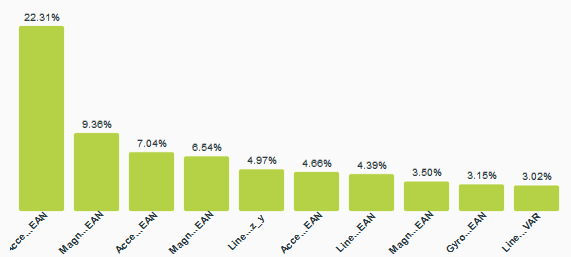 22.31%
9.36%
7.04%
6.54%
4.97%
4.66%
4.39%
3.50%
3.15%
3.02%
Acce...EAN
Magn...EAN
Acce...EAN
Magn...EAN
Line...z_y
Acce...EAN
Line...EAN
Magn...EAN
Gyro...EAN
Line...VAR